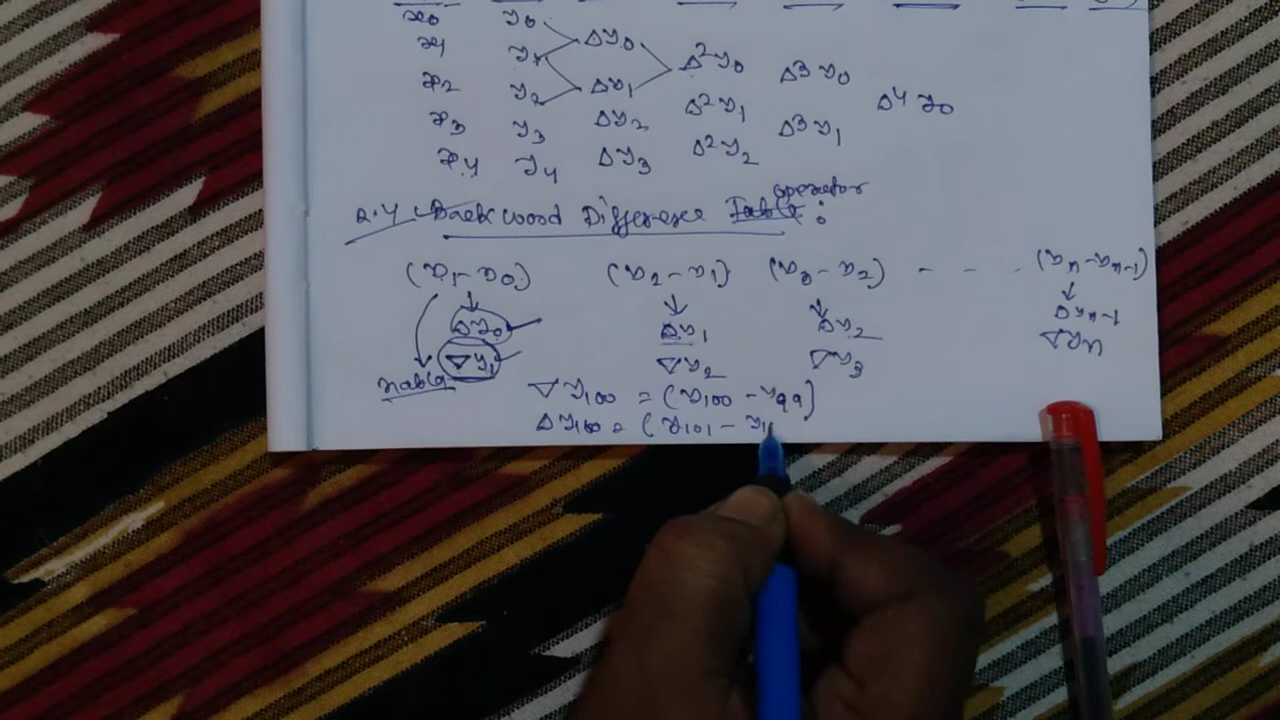 x0 y0 Δy0
x1 y1 Δ²y0 Δ³y0
x2 y2 Δy1 Δ²y1 Δ⁴y0
x3 y3 Δy2 Δ³y1
x4 y4 Δy3 Δ²y2
2.4 Backwood Difference Table operator :
(y1-y0) (y2-y1) (y3-y2) - - . (yn-yn-1)
Δy0 Δy1 Δy2 Δyn-1
∇y1 ∇y2 ∇y3 ∇yn
nabla
∇y100 = (y100 - y99)
Δy100 = (y101 - y1